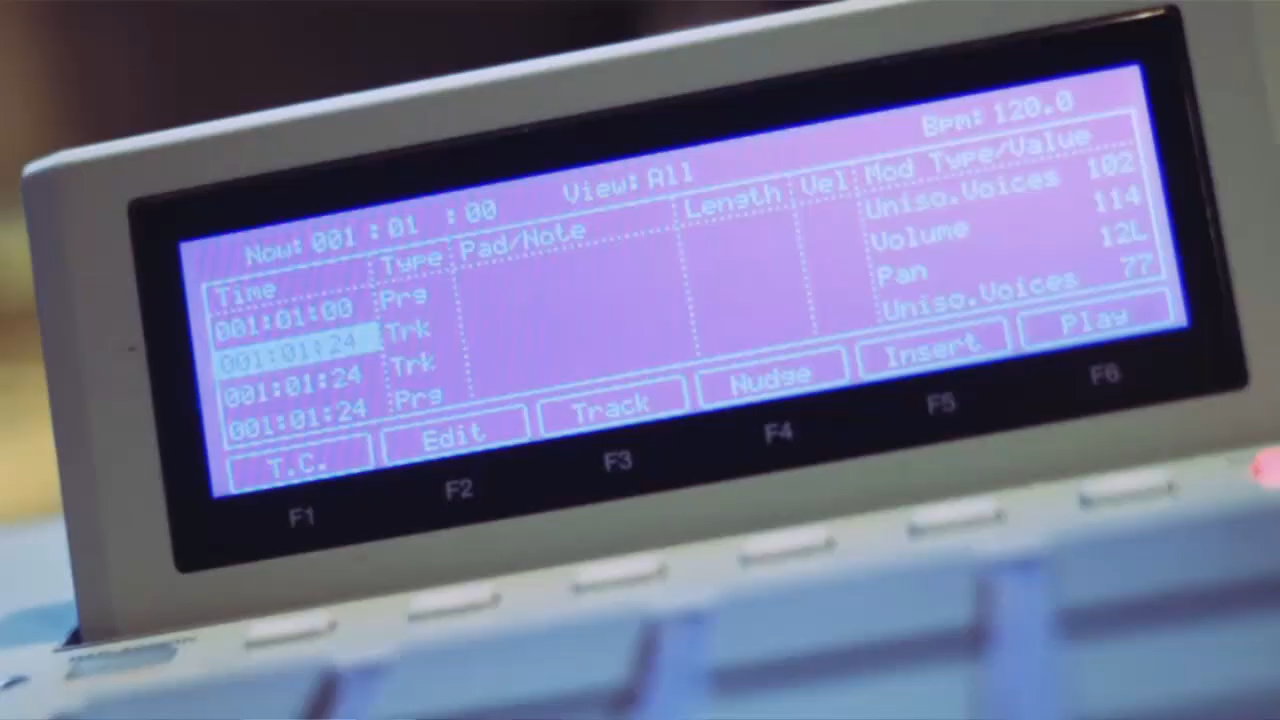 Now: 001 : 01 : 00 View: All Bpm: 120.0
Time Type Pad/Note Length Vel Mod Type/Value
001:01:00 Prg Uniso.Voices 102
001:01:24 Trk Volume 114
001:01:24 Trk Pan 12L
001:01:24 Prg Uniso.Voices 77
T.C. Edit Track Nudge Insert Play
F1 F2 F3 F4 F5 F6